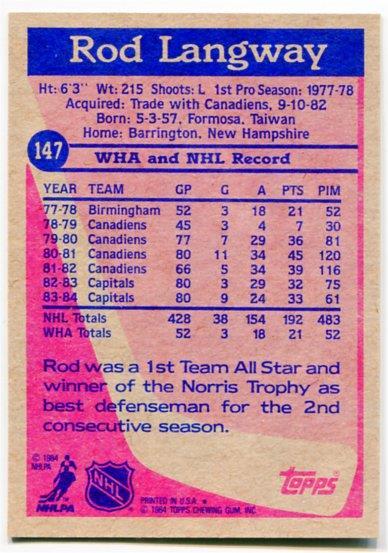 Rod Langway
Ht: 6'3" Wt: 215 Shoots: L 1st Pro Season: 1977-78
Acquired: Trade with Canadiens, 9-10-82
Born: 5-3-57, Formosa, Taiwan
Home: Barrington, New Hampshire
147
WHA and NHL Record
YEAR TEAM GP G A PTS PIM
77-78 Birmingham 52 3 18 21 52
78-79 Canadiens 45 3 4 7 30
79-80 Canadiens 77 7 29 36 81
80-81 Canadiens 80 11 34 45 120
81-82 Canadiens 66 5 34 39 116
82-83 Capitals 80 3 29 32 75
83-84 Capitals 80 9 24 33 61
NHL Totals 428 38 154 192 483
WHA Totals 52 3 18 21 52
Rod was a 1st Team All Star and
winner of the Norris Trophy as
best defenseman for the 2nd
consecutive season.
© 1984
NHLPA
NHLPA
NHL
topps
PRINTED IN U.S.A.
© 1984 TOPPS CHEWING GUM, INC.